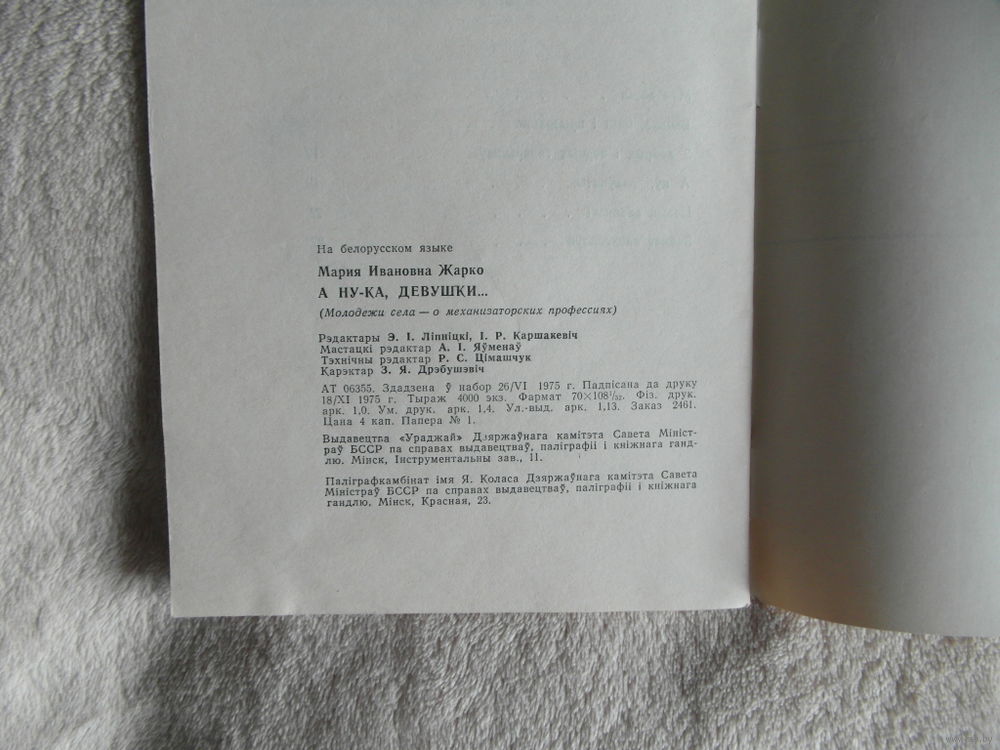 На белорусском языке
Мария Ивановна Жарко
А НУ-КА, ДЕВУШКИ...
(Молодежи села — о механизаторских профессиях)
Рэдактары Э. І. Ліпніцкі, І. Р. Каршакевіч
Мастацкі рэдактар А. І. Яўменаў
Тэхнічны рэдактар Р. С. Цімашчук
Карэктар З. Я. Дрэбушэвіч
АТ 06355. Здадзена ў набор 26/VI 1975 г. Падпісана да друку
18/XI 1975 г. Тыраж 4000 экз. Фармат 70×108¹/₃₂. Фіз. друк.
арк. 1,0. Ум. друк. арк. 1,4. Ул.-выд. арк. 1,13. Заказ 2461.
Цана 4 кап. Папера № 1.
Выдавецтва «Ураджай» Дзяржаўнага камітэта Савета Мініст-
раў БССР па справах выдавецтваў, паліграфіі і кніжнага ганд-
лю. Мінск, Інструментальны зав., 11.
Паліграфкамбінат імя Я. Коласа Дзяржаўнага камітэта Савета
Міністраў БССР па справах выдавецтваў, паліграфіі і кніжнага
гандлю. Мінск, Красная, 23.